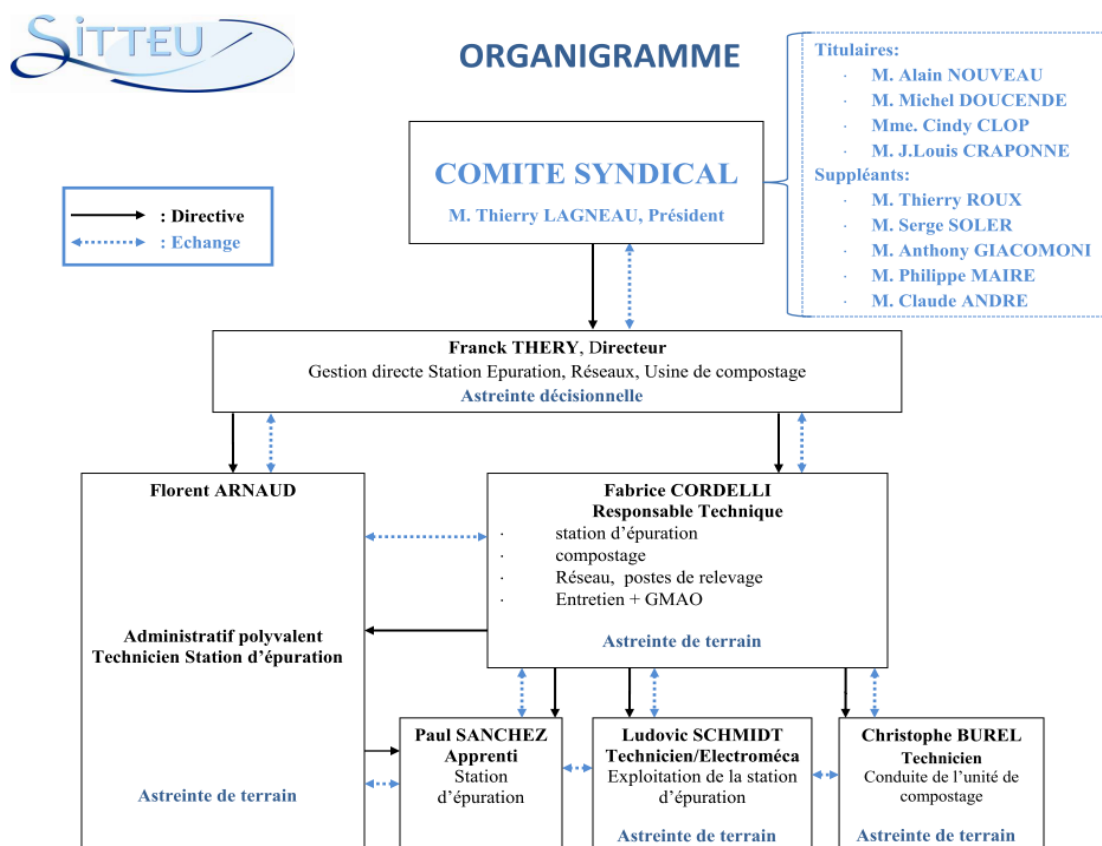 SITTEU
ORGANIGRAMME
Titulaires:
· M. Alain NOUVEAU
· M. Michel DOUCENDE
· Mme. Cindy CLOP
· M. J.Louis CRAPONNE
Suppléants:
· M. Thierry ROUX
· M. Serge SOLER
· M. Anthony GIACOMONI
· M. Philippe MAIRE
· M. Claude ANDRE
COMITE SYNDICAL
M. Thierry LAGNEAU, Président
: Directive
: Echange
Franck THERY, Directeur
Gestion directe Station Epuration, Réseaux, Usine de compostage
Astreinte décisionnelle
Florent ARNAUD
Administratif polyvalent
Technicien Station d’épuration
Astreinte de terrain
Fabrice CORDELLI
Responsable Technique
· station d’épuration
· compostage
· Réseau, postes de relevage
· Entretien + GMAO
Astreinte de terrain
Paul SANCHEZ
Apprenti
Station
d’épuration
Ludovic SCHMIDT
Technicien/Electroméca
Exploitation de la station
d’épuration
Astreinte de terrain
Christophe BUREL
Technicien
Conduite de l’unité de
compostage
Astreinte de terrain